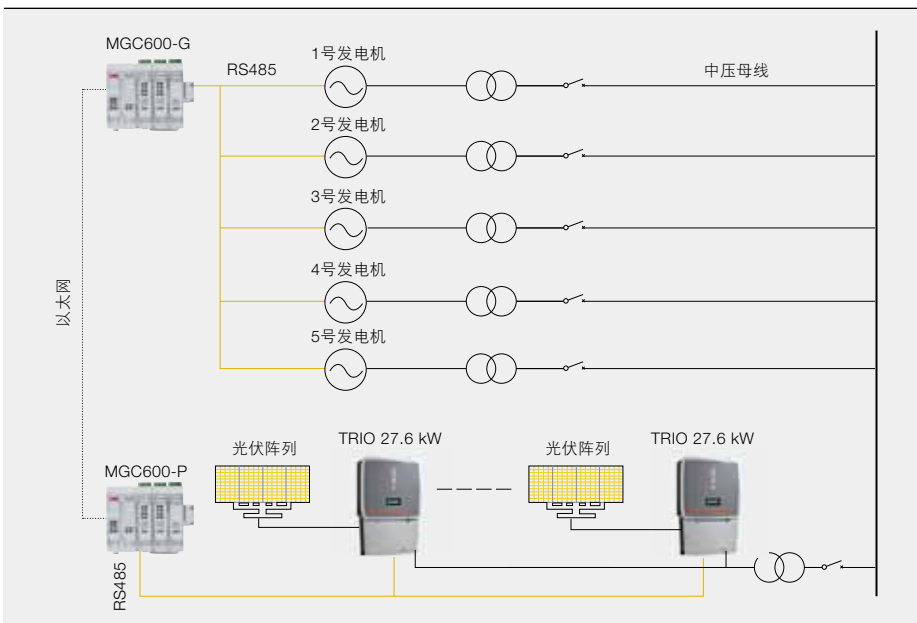 MGC600-G
RS485
1号发电机
中压母线
2号发电机
3号发电机
4号发电机
5号发电机
以太网
光伏阵列
TRIO 27.6 kW
光伏阵列
TRIO 27.6 kW
MGC600-P
RS485